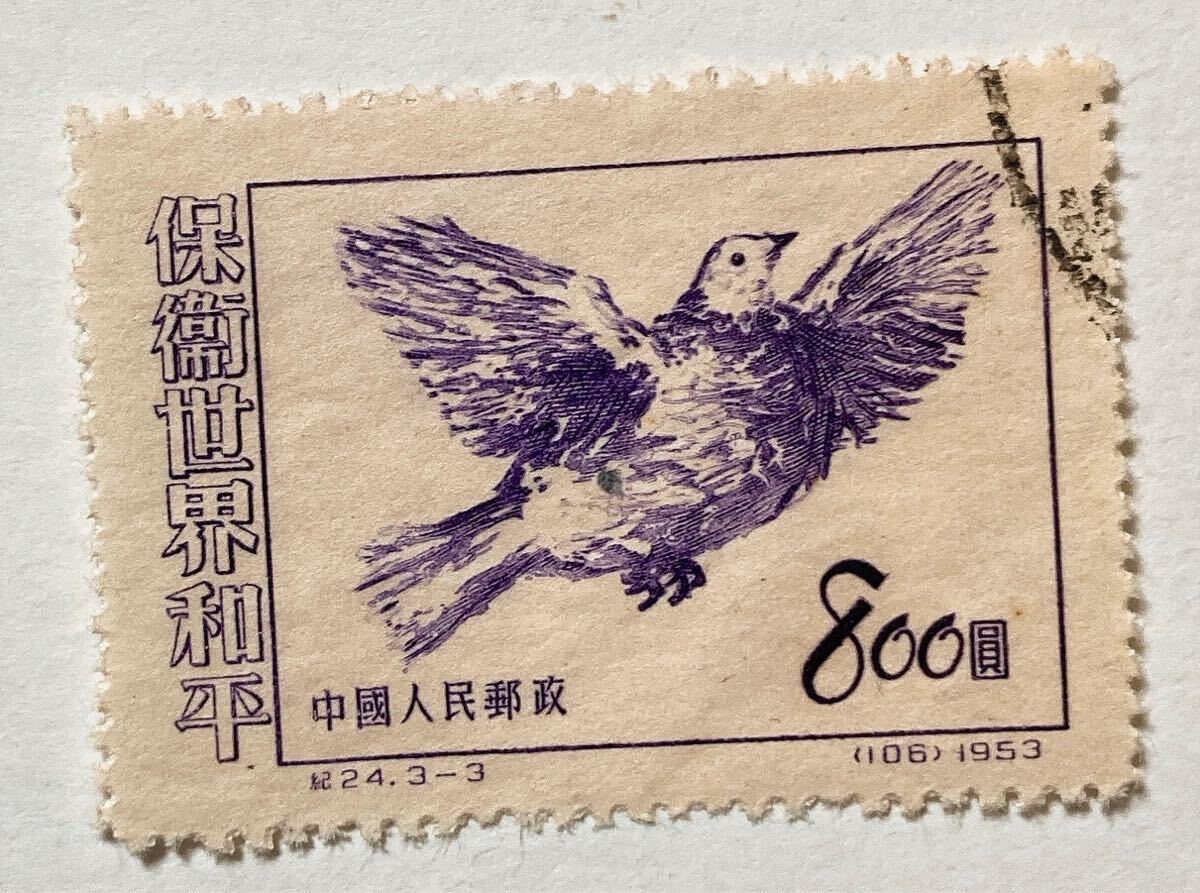 保衛世界和平
800圓
中國人民郵政
紀24.3-3
(106) 1953